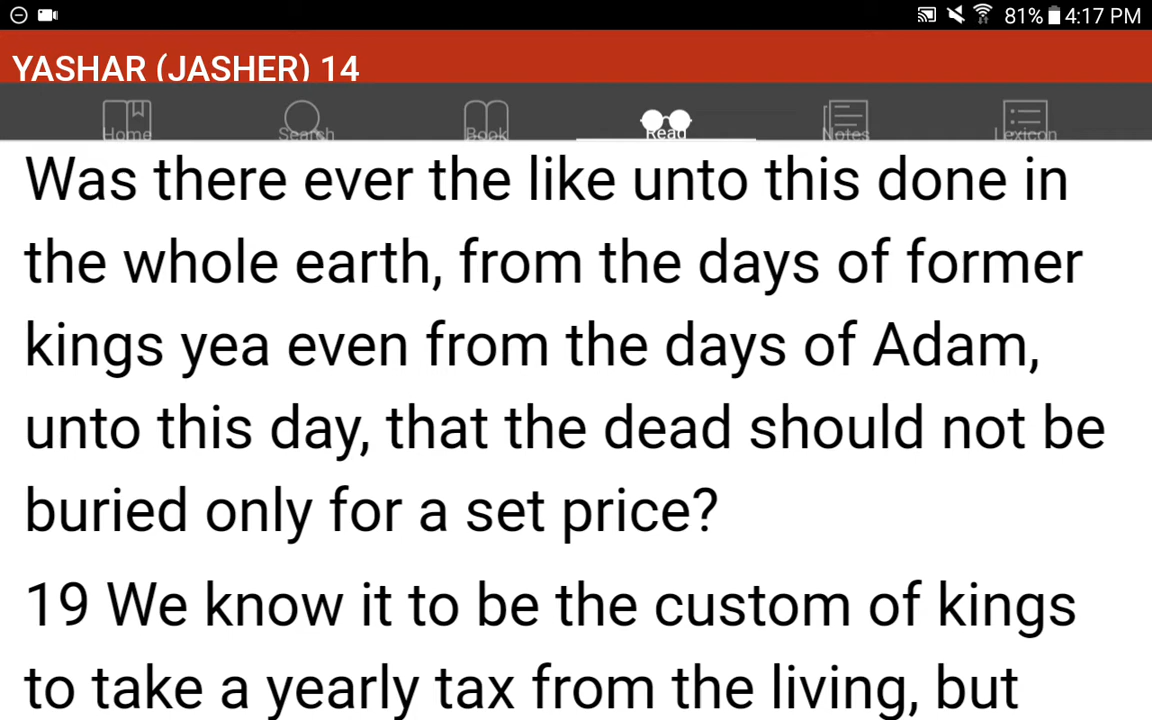 81% 4:17 PM
YASHAR (JASHER) 14
Home Search Book Read Notes Lexicon
Was there ever the like unto this done in
the whole earth, from the days of former
kings yea even from the days of Adam,
unto this day, that the dead should not be
buried only for a set price?
19 We know it to be the custom of kings
to take a yearly tax from the living, but